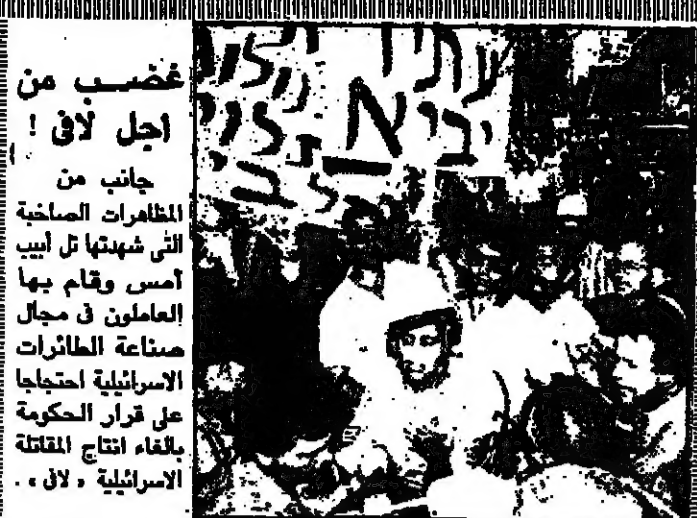 غضب من
أجل لافى !
جانب من
المظاهرات الصاخبة
التى شهدتها تل أبيب
أمس وقام بها
العاملون فى مجال
صناعة الطائرات
الاسرائيلية احتجاجا
على قرار الحكومة
بالغاء انتاج المقاتلة
الاسرائيلية « لافى » .